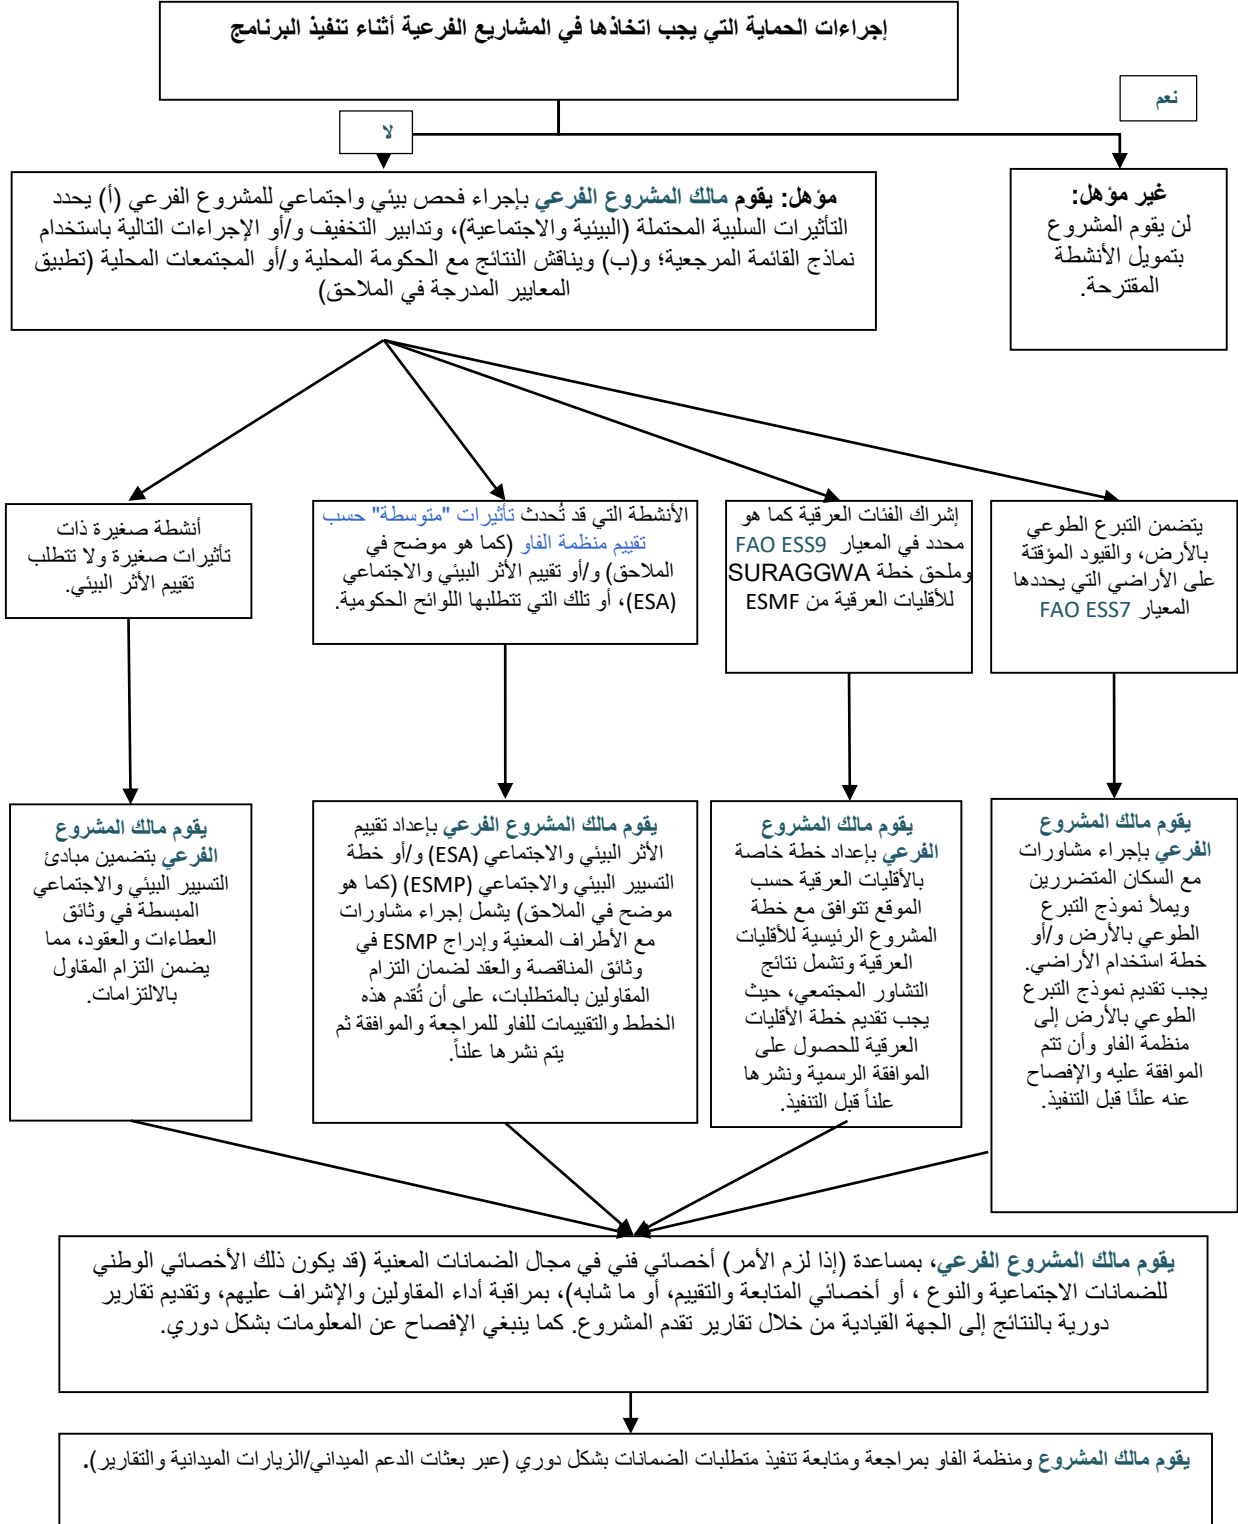 إجراءات الحماية التي يجب اتخاذها في المشاريع الفرعية أثناء تنفيذ البرنامج
نعم
لا
غير مؤهل:
لن يقوم المشروع
بتمويل الأنشطة
المقترحة.
مؤهل: يقوم مالك المشروع الفرعي بإجراء فحص بيئي واجتماعي للمشروع الفرعي (أ) يحدد
التأثيرات السلبية المحتملة (البيئية والاجتماعية)، وتدابير التخفيف و/أو الإجراءات التالية باستخدام
نماذج القائمة المرجعية؛ و(ب) ويناقش النتائج مع الحكومة المحلية و/أو المجتمعات المحلية (تطبيق
المعايير المدرجة في الملاحق)
يتضمن التبرع الطوعي
بالأرض، والقيود المؤقتة
على الأراضي التي يحددها
المعيار FAO ESS7
إشراك الفئات العرقية كما هو
محدد في المعيار FAO ESS9
وملحق خطة SURAGGWA
للأقليات العرقية من ESMF
الأنشطة التي قد تُحدث تأثيرات "متوسطة" حسب
تقييم منظمة الفاو (كما هو موضح في
الملاحق) و/أو تقييم الأثر البيئي والاجتماعي
(ESA)، أو تلك التي تتطلبها اللوائح الحكومية.
أنشطة صغيرة ذات
تأثيرات صغيرة ولا تتطلب
تقييم الأثر البيئي.
يقوم مالك المشروع
الفرعي بإجراء مشاورات
مع السكان المتضررين
ويملأ نموذج التبرع
الطوعي بالأرض و/أو
خطة استخدام الأراضي.
يجب تقديم نموذج التبرع
الطوعي بالأرض إلى
منظمة الفاو وأن تتم
الموافقة عليه والإفصاح
عنه علنًا قبل التنفيذ.
يقوم مالك المشروع
الفرعي بإعداد خطة خاصة
بالأقليات العرقية حسب
الموقع تتوافق مع خطة
المشروع الرئيسية للأقليات
العرقية وتشمل نتائج
التشاور المجتمعي، حيث
يجب تقديم خطة الأقليات
العرقية للحصول على
الموافقة الرسمية ونشرها
علناً قبل التنفيذ.
يقوم مالك المشروع الفرعي بإعداد تقييم
الأثر البيئي والاجتماعي (ESA) و/أو خطة
التسيير البيئي والاجتماعي (ESMP) (كما هو
موضح في الملاحق) يشمل إجراء مشاورات
مع الأطراف المعنية وإدراج ESMP في
وثائق المناقصة والعقد لضمان التزام
المقاولين بالمتطلبات، على أن تُقدم هذه
الخطط والتقييمات للفاو للمراجعة والموافقة ثم
يتم نشرها علناً.
يقوم مالك المشروع
الفرعي بتضمين مبادئ
التسيير البيئي والاجتماعي
المبسطة في وثائق
العطاءات والعقود، مما
يضمن التزام المقاول
بالالتزامات.
يقوم مالك المشروع الفرعي، بمساعدة (إذا لزم الأمر) أخصائي فني في مجال الضمانات المعنية (قد يكون ذلك الأخصائي الوطني
للضمانات الاجتماعية والنوع ، أو أخصائي المتابعة والتقييم، أو ما شابه)، بمراقبة أداء المقاولين والإشراف عليهم، وتقديم تقارير
دورية بالنتائج إلى الجهة القيادية من خلال تقارير تقدم المشروع. كما ينبغي الإفصاح عن المعلومات بشكل دوري.
يقوم مالك المشروع ومنظمة الفاو بمراجعة ومتابعة تنفيذ متطلبات الضمانات بشكل دوري (عبر بعثات الدعم الميداني/الزيارات الميدانية والتقارير).